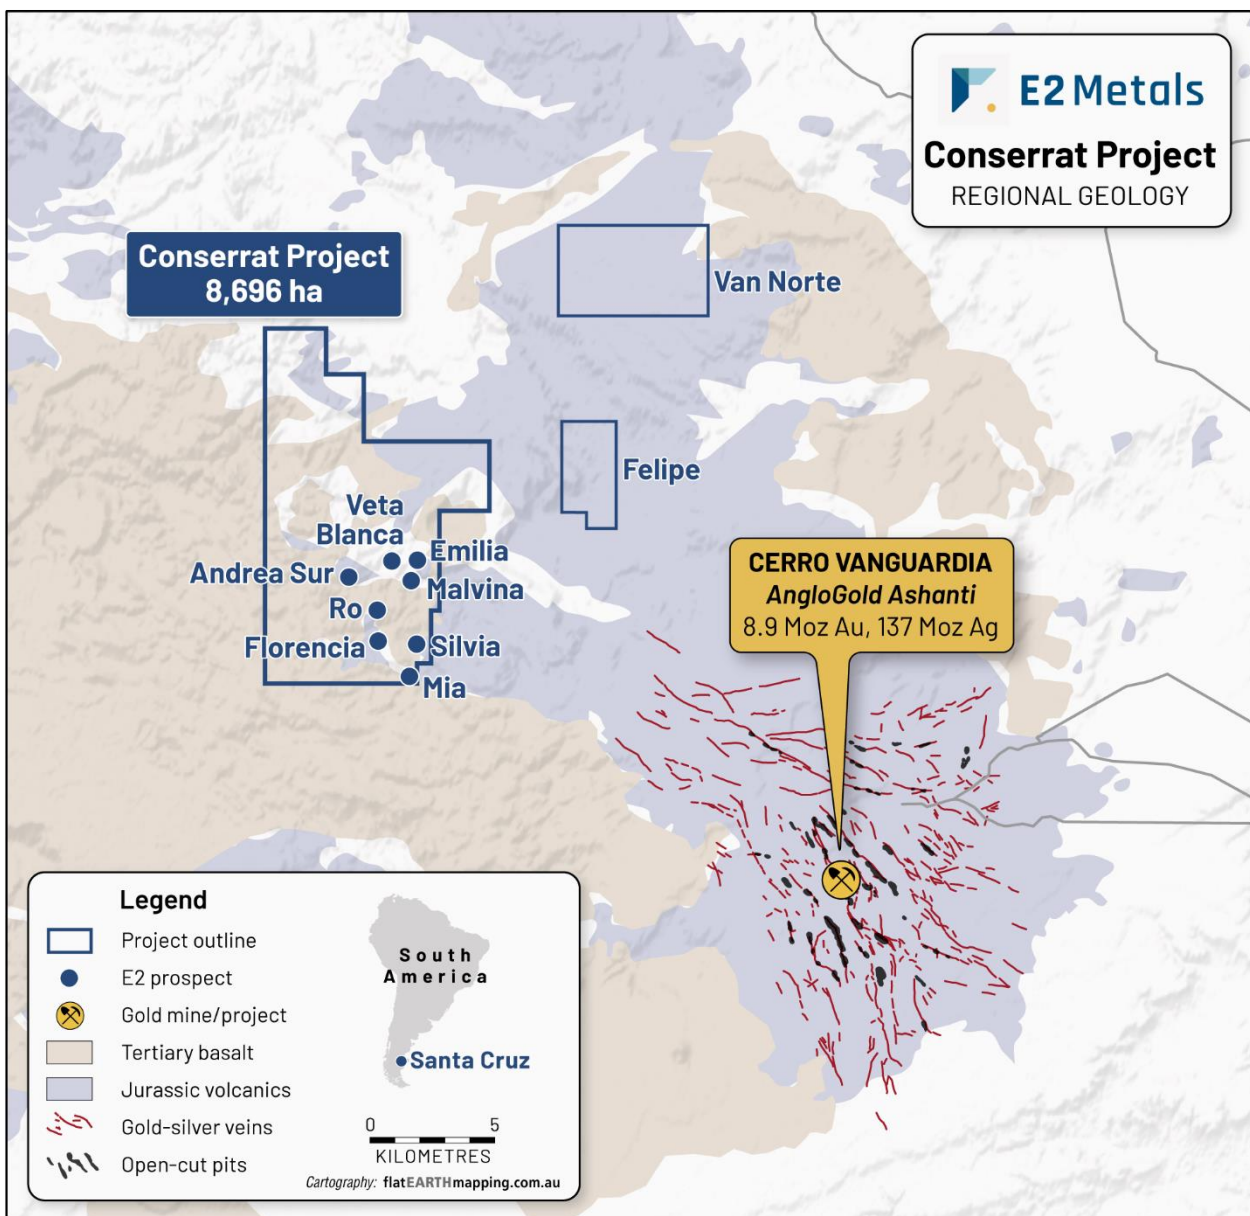 E2 Metals
Conserrat Project
REGIONAL GEOLOGY
Conserrat Project
8,696 ha
Van Norte
Felipe
Veta
Blanca
Emilia
Andrea Sur
Malvina
Ro
Florencia
Silvia
Mia
CERRO VANGUARDIA
AngloGold Ashanti
8.9 Moz Au, 137 Moz Ag
Legend
Project outline
E2 prospect
Gold mine/project
Tertiary basalt
Jurassic volcanics
Gold-silver veins
Open-cut pits
South
America
Santa Cruz
0 5
KILOMETRES
Cartography: flatEARTHmapping.com.au